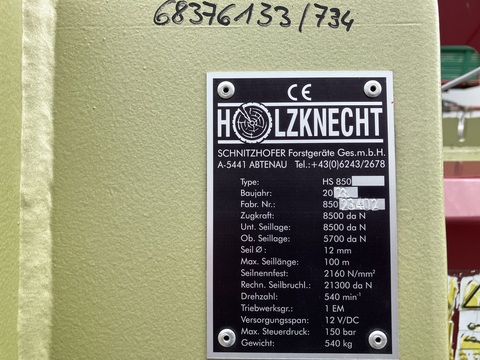 68376133/734
CE
HOLZKNECHT
SCHNITZHOFER Forstgeräte Ges.m.b.H.
A-5441 ABTENAU Tel.:+43(0)6243/2678
Type: HS 850
Baujahr: 20
Fabr. Nr.: 850
Zugkraft: 8500 da N
Unt. Seillage: 8500 da N
Ob. Seillage: 5700 da N
Seil Ø: 12 mm
Max. Seillänge: 100 m
Seilnennfest: 2160 N/mm²
Rechn. Seilbruchl.: 21300 da N
Drehzahl: 540 min⁻¹
Triebwerksgr.: 1 EM
Versorgungsspan: 12 V/DC
Max. Steuerdruck: 150 bar
Gewicht: 540 kg